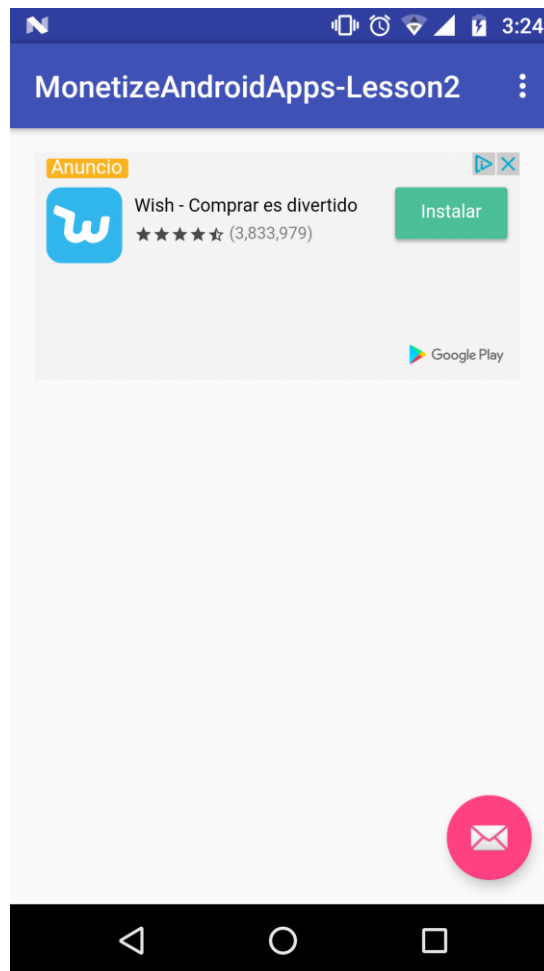 3:24
MonetizeAndroidApps-Lesson2
Anuncio
Wish - Comprar es divertido
(3,833,979)
Instalar
Google Play